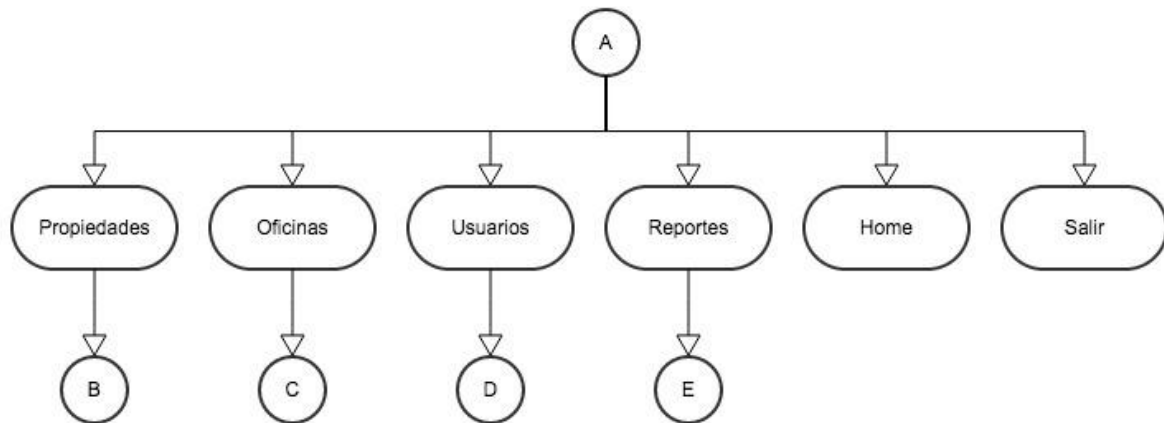 A
Propiedades
Oficinas
Usuarios
Reportes
Home
Salir
B
C
D
E